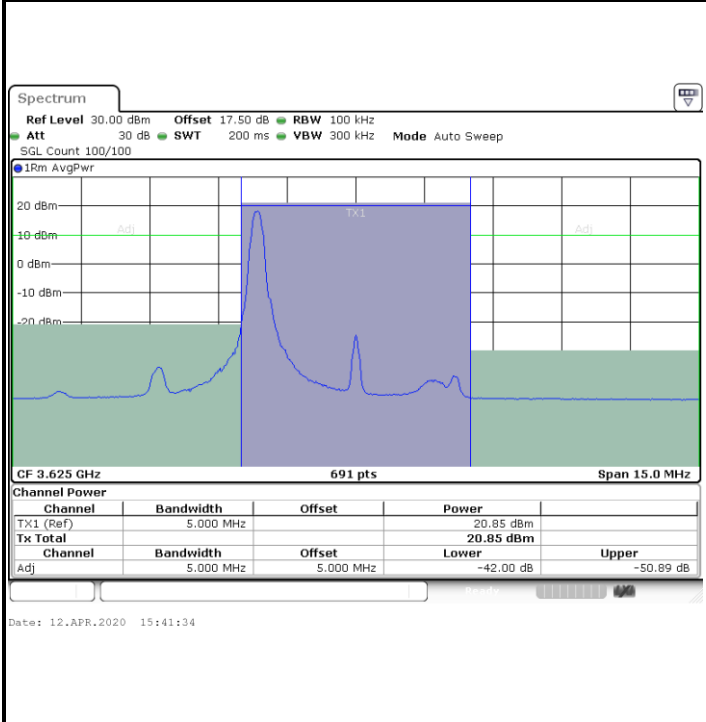 Spectrum
Ref Level 30.00 dBm Offset 17.50 dB RBW 100 kHz
Att 30 dB SWT 200 ms VBW 300 kHz Mode Auto Sweep
SGL Count 100/100
1Rm AvgPwr
20 dBm
TX1
Adj
Adj
10 dBm
0 dBm
-10 dBm
-20 dBm
CF 3.625 GHz 691 pts Span 15.0 MHz
Channel Power
Channel Bandwidth Offset Power
TX1 (Ref) 5.000 MHz 20.85 dBm
Tx Total 20.85 dBm
Channel Bandwidth Offset Lower Upper
Adj 5.000 MHz 5.000 MHz -42.00 dB -50.89 dB
Ready
Date: 12.APR.2020 15:41:34